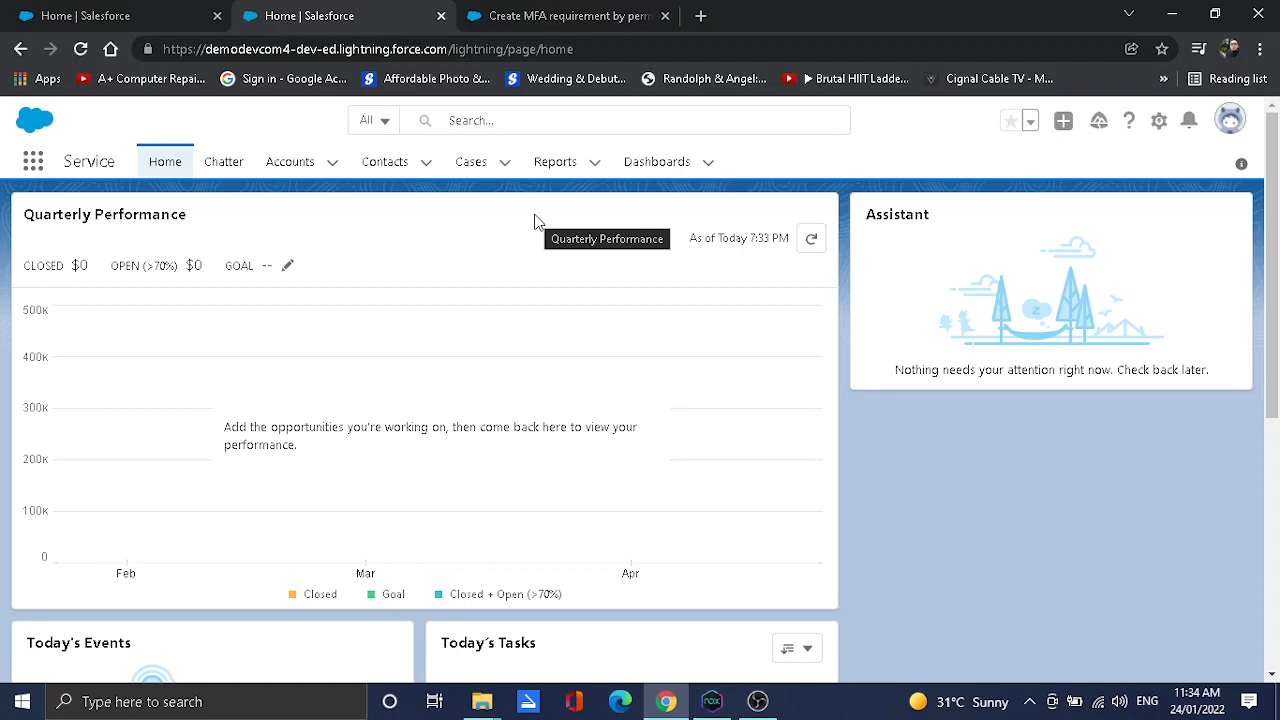 Home | Salesforce
Home | Salesforce
Create MFA requirement by perm
https://demodevcom4-dev-ed.lightning.force.com/lightning/page/home
Apps
A+ Computer Repai...
Sign in - Google Ac...
Affordable Photo &...
Wedding & Debut...
Randolph & Angel:...
Brutal HIIT Ladde...
Cignal Cable TV - M...
»
Reading list
All
Search...
Service
Home
Chatter
Accounts
Contacts
Cases
Reports
Dashboards
Quarterly Performance
Quarterly Performance
As of Today 7:33 PM
CLOSED $0 OPEN (>70%) $0 GOAL --
500K
400K
300K
200K
100K
0
Add the opportunities you're working on, then come back here to view your
performance.
Feb
Mar
Apr
Closed
Goal
Closed + Open (>70%)
Assistant
z
Nothing needs your attention right now. Check back later.
Today's Events
Today's Tasks
Type here to search
31°C Sunny
ENG
11:34 AM
24/01/2022